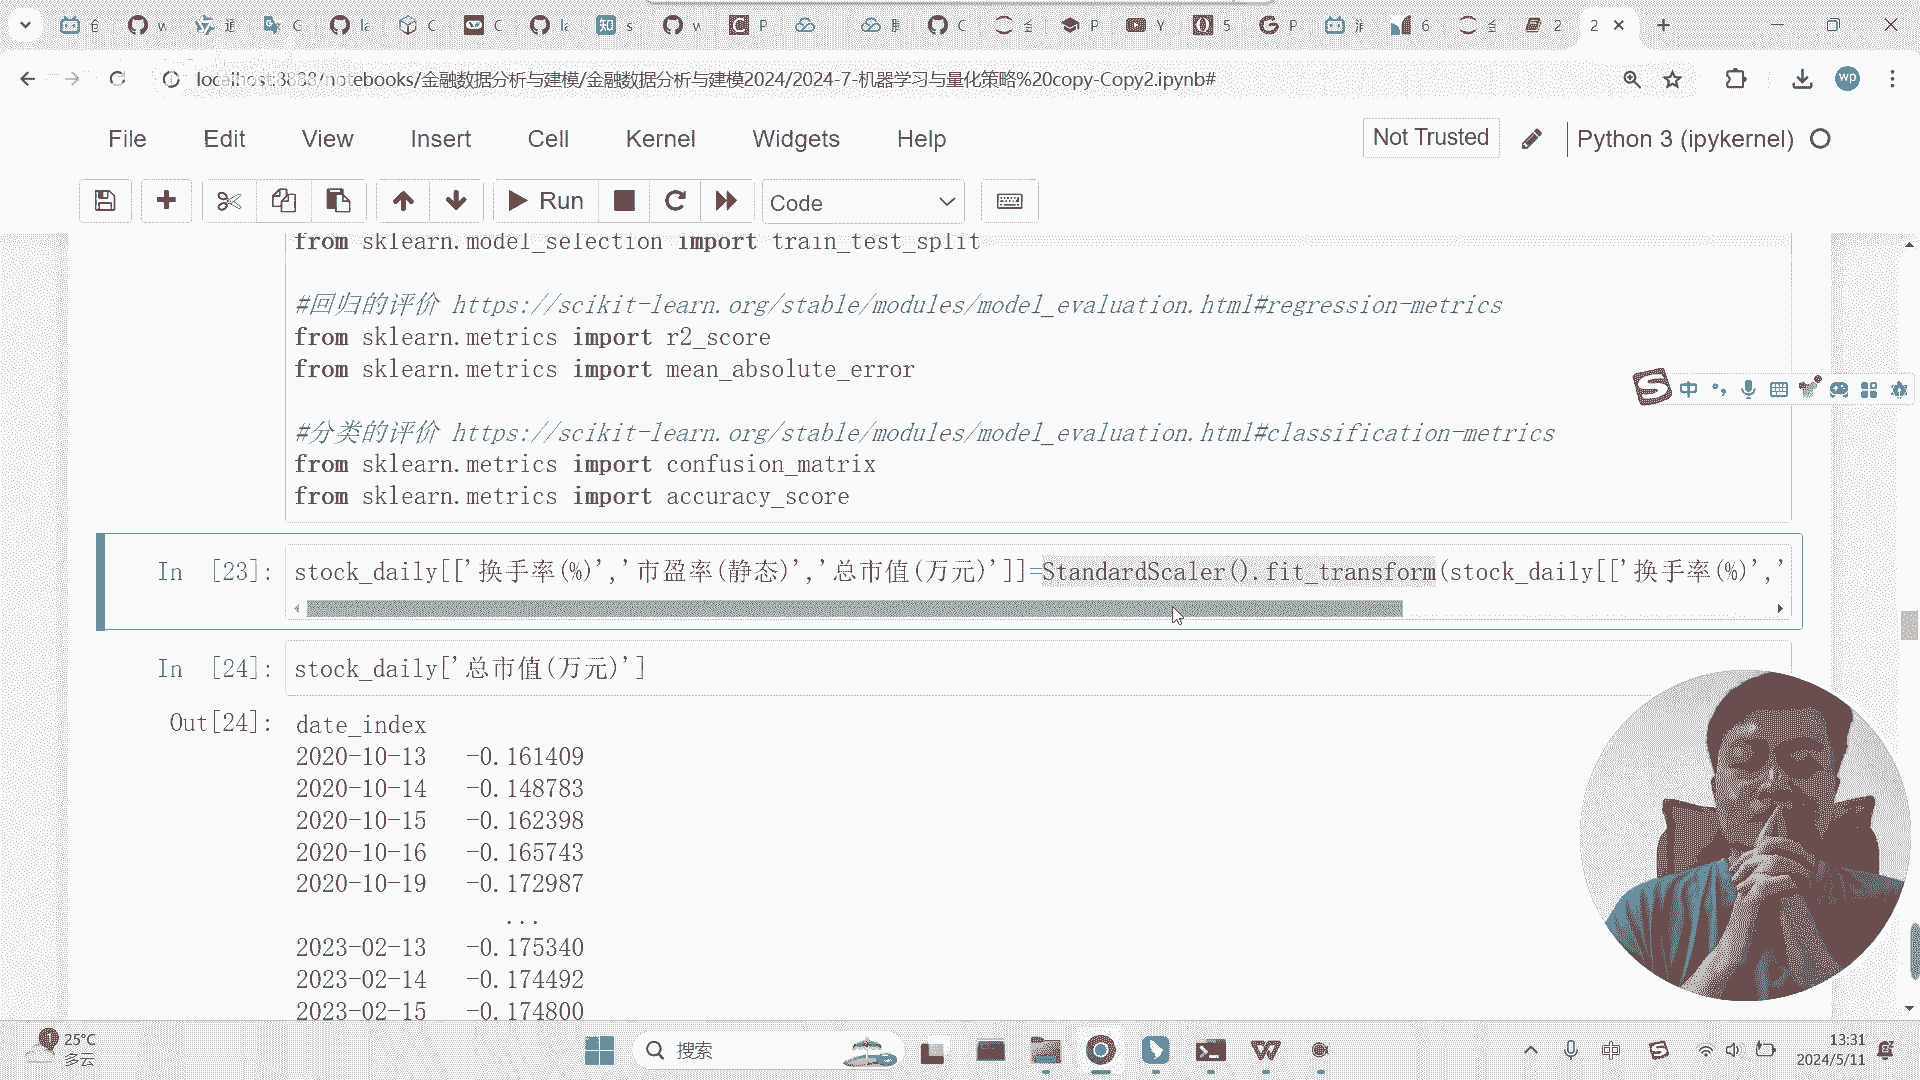 localhost:8888/notebooks/金融数据分析与建模/金融数据分析与建模2024/2024-7-机器学习与量化策略%20copy-Copy2.ipynb#
wp
File Edit View Insert Cell Kernel Widgets Help
Not Trusted
Python 3 (ipykernel)
Run
Code
from sklearn.model_selection import train_test_split
#回归的评价 https://scikit-learn.org/stable/modules/model_evaluation.html#regression-metrics
from sklearn.metrics import r2_score
from sklearn.metrics import mean_absolute_error
#分类的评价 https://scikit-learn.org/stable/modules/model_evaluation.html#classification-metrics
from sklearn.metrics import confusion_matrix
from sklearn.metrics import accuracy_score
In [23]: stock_daily[['换手率(%)','市盈率(静态)','总市值(万元)']]=StandardScaler().fit_transform(stock_daily[['换手率(%)','
In [24]: stock_daily['总市值(万元)']
Out[24]: date_index
2020-10-13 -0.161409
2020-10-14 -0.148783
2020-10-15 -0.162398
2020-10-16 -0.165743
2020-10-19 -0.172987
...
2023-02-13 -0.175340
2023-02-14 -0.174492
2023-02-15 -0.174800
25°C
多云
搜索
中
13:31
2024/5/11